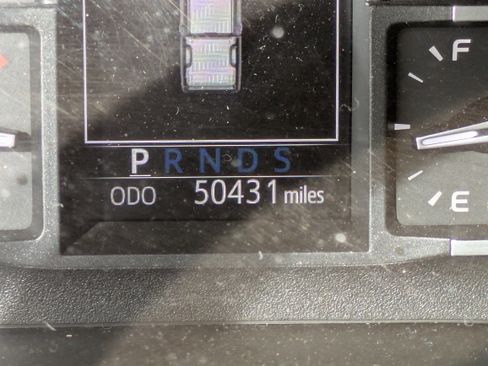 F
P R N D S
ODO 50431 miles
E